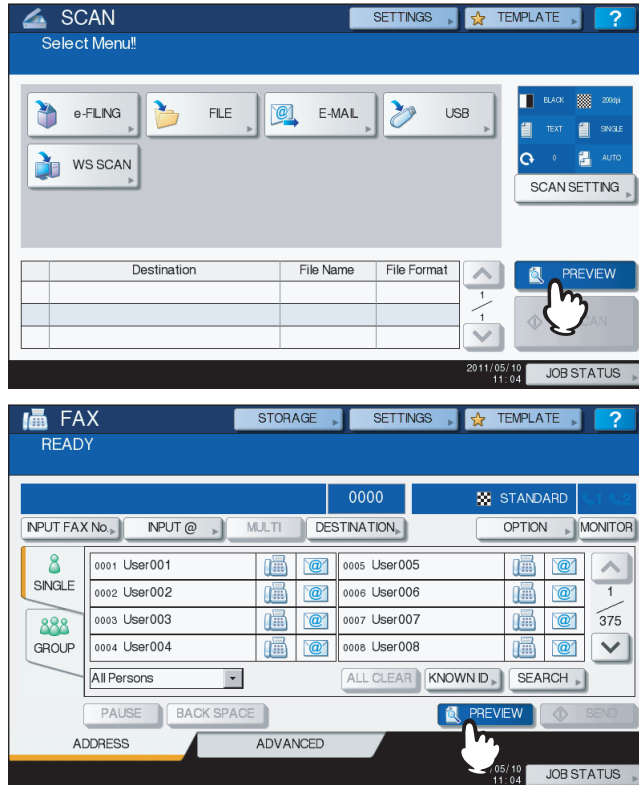 SCAN
SETTINGS
TEMPLATE
?
Select Menu!!
e-FILING
FILE
E-MAIL
USB
WS SCAN
BLACK
200dpi
TEXT
SINGLE
0
AUTO
SCAN SETTING
Destination
File Name
File Format
1
1
PREVIEW
2011/05/10
11:04
JOB STATUS
FAX
STORAGE
SETTINGS
TEMPLATE
?
READY
0000
STANDARD
INPUT FAX No.
INPUT @
MULTI
DESTINATION
OPTION
MONITOR
SINGLE
GROUP
0001 User001
0005 User005
0002 User002
0006 User006
0003 User003
0007 User007
0004 User004
0008 User008
1
375
All Persons
ALL CLEAR
KNOWN ID
SEARCH
PAUSE
BACK SPACE
PREVIEW
SEND
ADDRESS
ADVANCED
/05/10
11:04
JOB STATUS